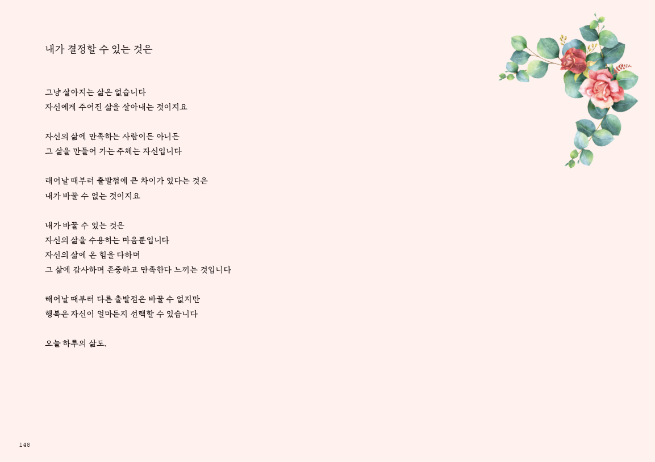 내가 결정할 수 있는 것은
그냥 살아지는 삶은 없습니다
자신에게 주어진 삶을 살아내는 것이지요
자신의 삶에 만족하는 사람이든 아니든
그 삶을 만들어 가는 주체는 자신입니다
태어날 때부터 출발점에 큰 차이가 있다는 것은
내가 바꿀 수 없는 것이지요
내가 바꿀 수 있는 것은
자신의 삶을 수용하는 마음뿐입니다
자신의 삶에 온 힘을 다하며
그 삶에 감사하며 존중하고 만족한다 느끼는 것입니다
태어날 때부터 다른 출발점은 바꿀 수 없지만
행복은 자신이 얼마든지 선택할 수 있습니다
오늘 하루의 삶도.
148